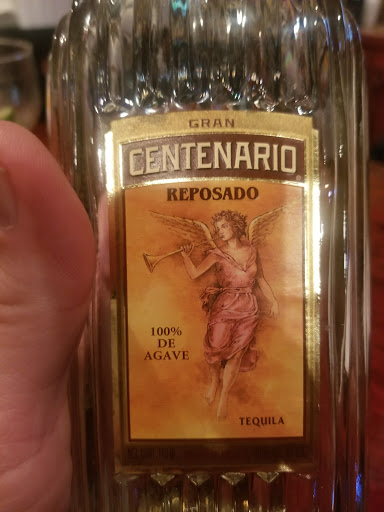 GRAN
CENTENARIO®
REPOSADO
100%
DE
AGAVE
TEQUILA